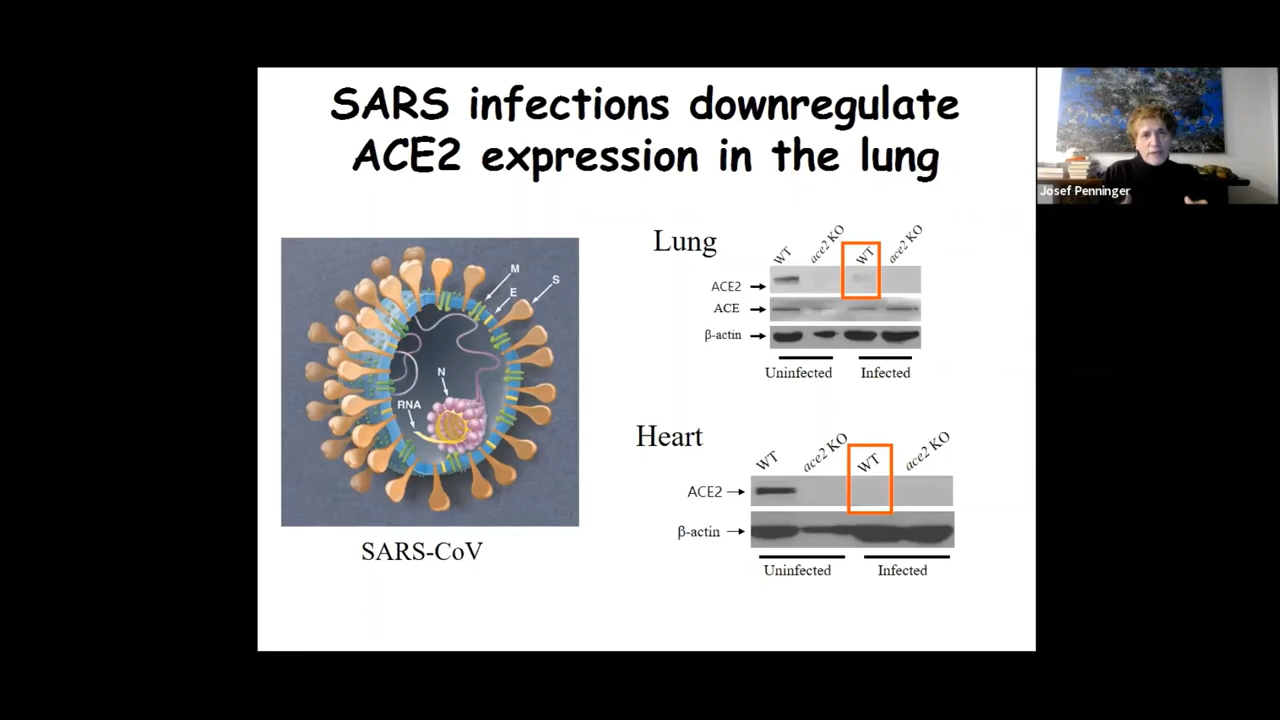 SARS infections downregulate
ACE2 expression in the lung
Josef Penninger
M
E
S
N
RNA
SARS-CoV
Lung
WT
ace2 KO
WT
ace2 KO
ACE2
ACE
β-actin
Uninfected Infected
Heart
WT
ace2 KO
WT
ace2 KO
ACE2
β-actin
Uninfected Infected